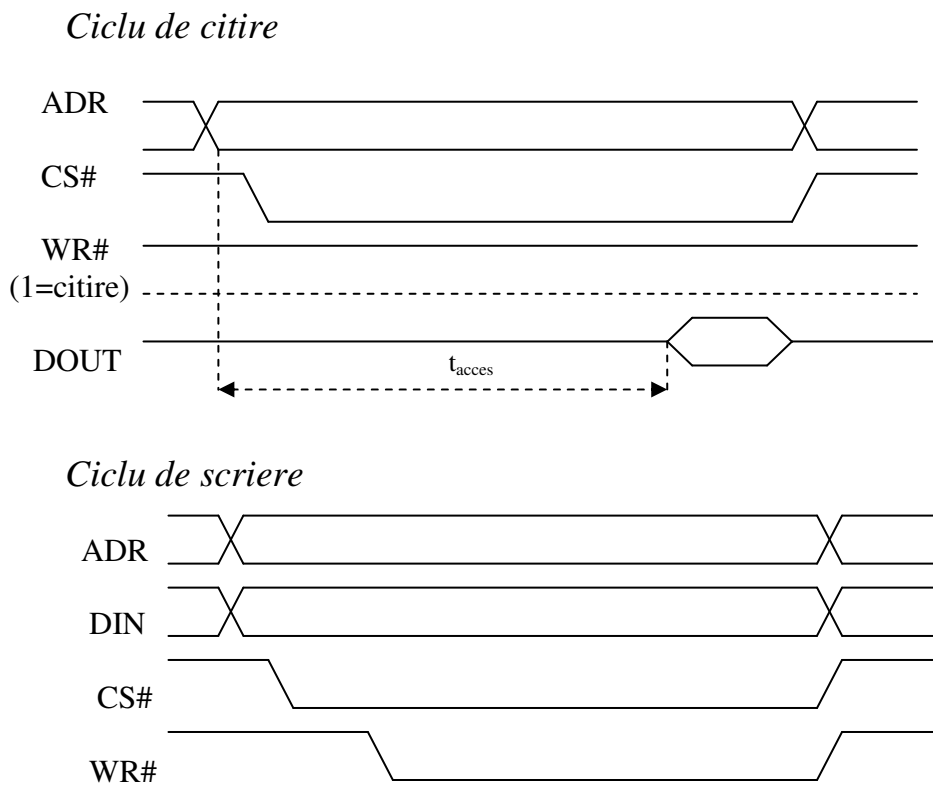 Ciclu de citire
ADR
CS#
WR#
(1=citire)
DOUT
tacces
Ciclu de scriere
ADR
DIN
CS#
WR#